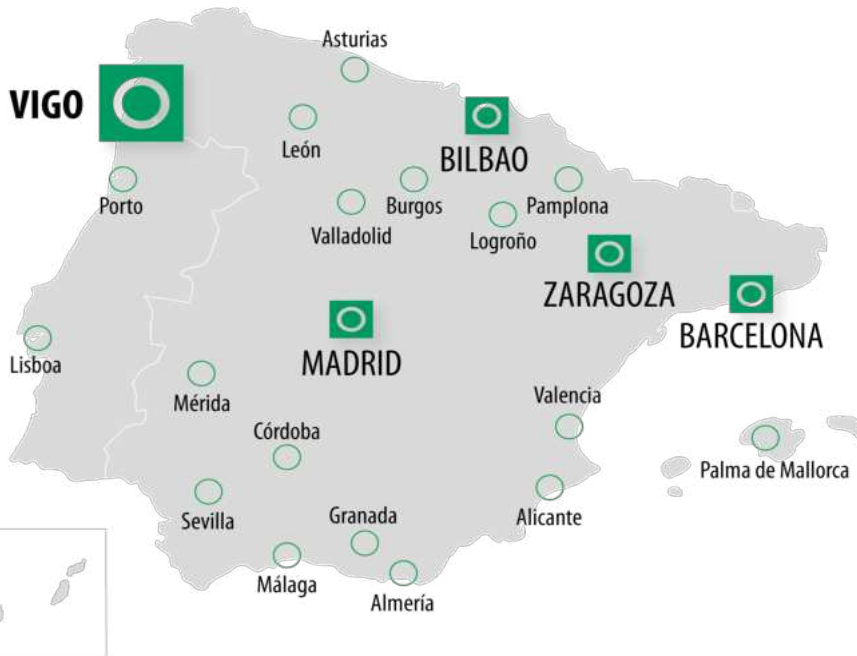 Asturias
VIGO
León
BILBAO
Porto
Burgos
Pamplona
Valladolid
Logroño
ZARAGOZA
BARCELONA
MADRID
Lisboa
Mérida
Valencia
Córdoba
Palma de Mallorca
Sevilla
Granada
Alicante
Málaga
Almería